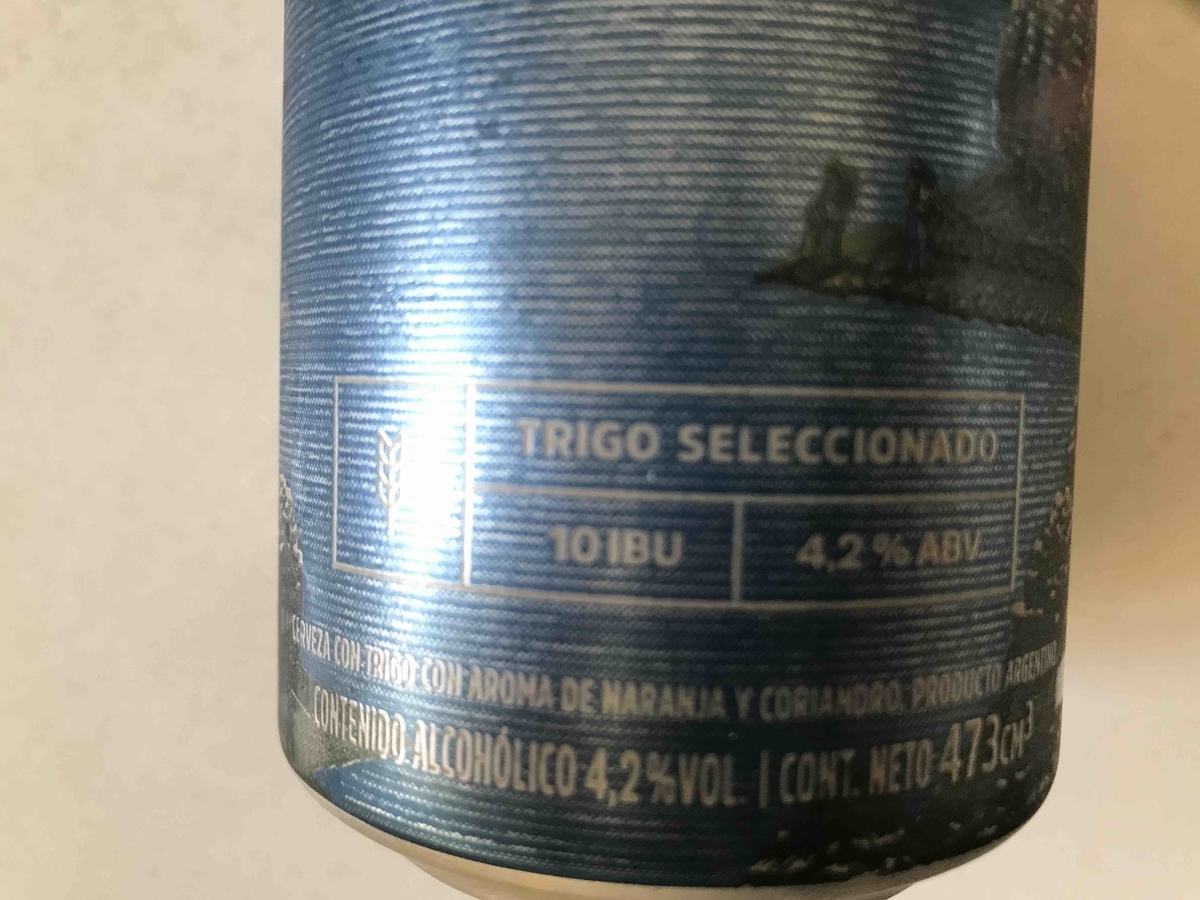 TRIGO SELECCIONADO
10 IBU
4,2 % ABV
CERVEZA CON TRIGO CON AROMA DE NARANJA Y CORIANDRO. PRODUCTO ARGENTINO
CONTENIDO ALCOHÓLICO 4,2%VOL. | CONT. NETO 473CM³